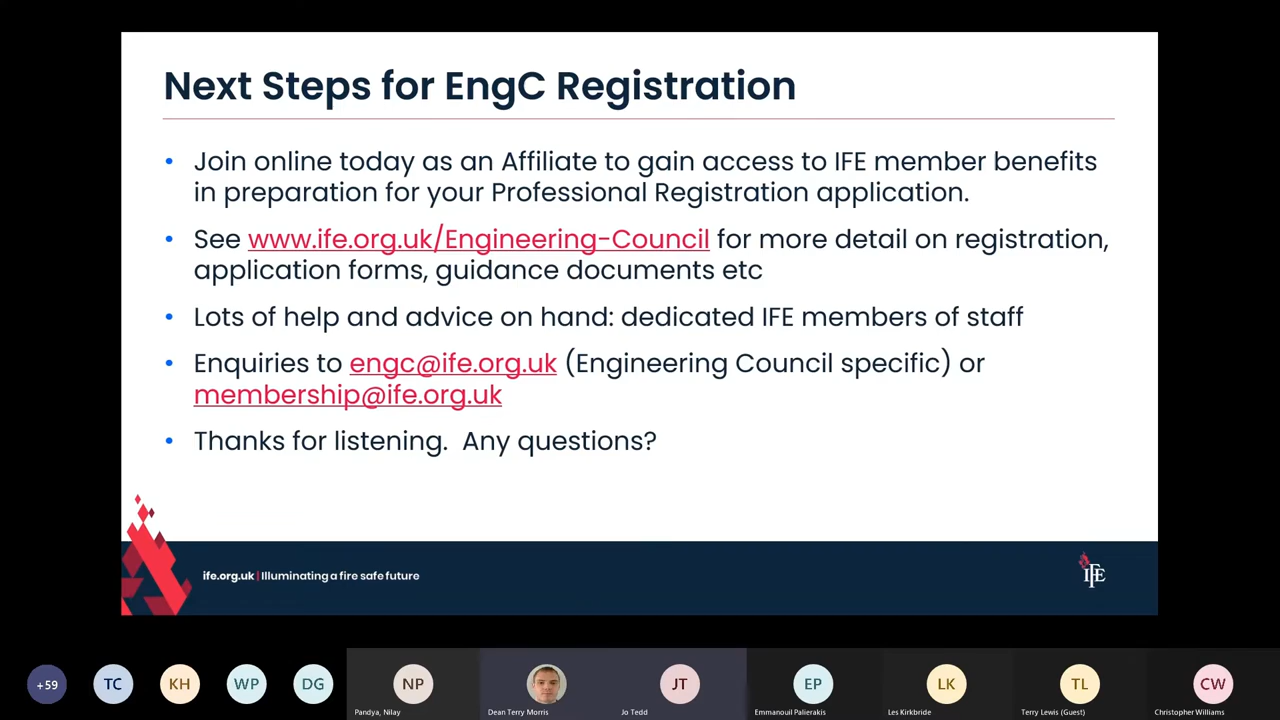 Next Steps for EngC Registration
• Join online today as an Affiliate to gain access to IFE member benefits
in preparation for your Professional Registration application.
• See www.ife.org.uk/Engineering-Council for more detail on registration,
application forms, guidance documents etc
• Lots of help and advice on hand: dedicated IFE members of staff
• Enquiries to engc@ife.org.uk (Engineering Council specific) or
membership@ife.org.uk
• Thanks for listening.  Any questions?
ife.org.uk | Illuminating a fire safe future
IFE
+59
TC
KH
WP
DG
NP
JT
EP
LK
TL
CW
Pandya, Nilay
Dean Terry Morris
Jo Tedd
Emmanouil Palierakis
Les Kirkbride
Terry Lewis (Guest)
Christopher Williams